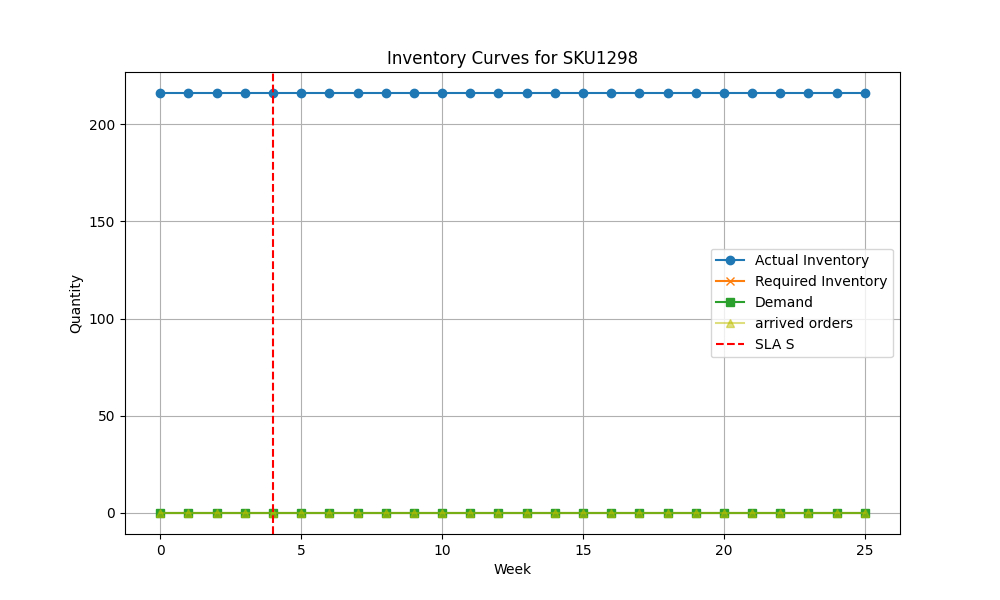 Inventory Curves for SKU1298
200
150
100
50
0
Quantity
Actual Inventory
Required Inventory
Demand
arrived orders
SLA S
0 5 10 15 20 25
Week